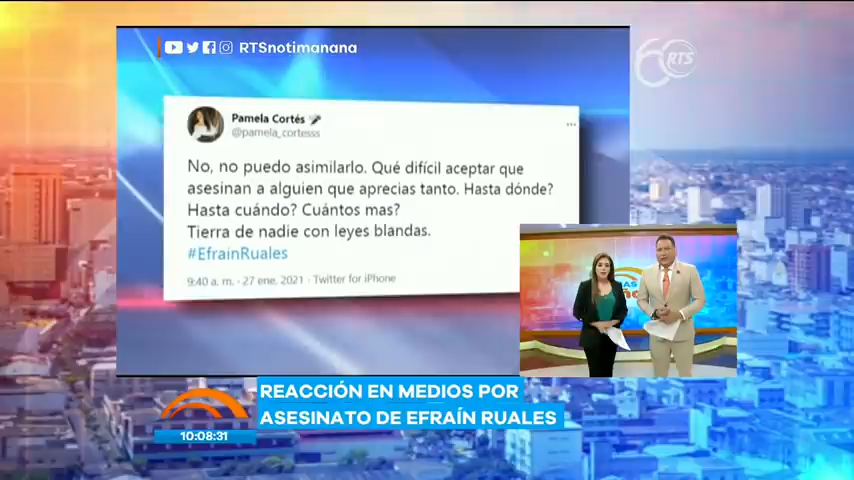 RTSnotimanana
60 RTS
Pamela Cortés
@pamela_cortesss
No, no puedo asimilarlo. Qué difícil aceptar que
asesinan a alguien que aprecias tanto. Hasta dónde?
Hasta cuándo? Cuántos mas?
Tierra de nadie con leyes blandas.
#EfraínRuales
9:40 a. m. · 27 ene. 2021 · Twitter for iPhone
REACCIÓN EN MEDIOS POR
ASESINATO DE EFRAÍN RUALES
10:08:31